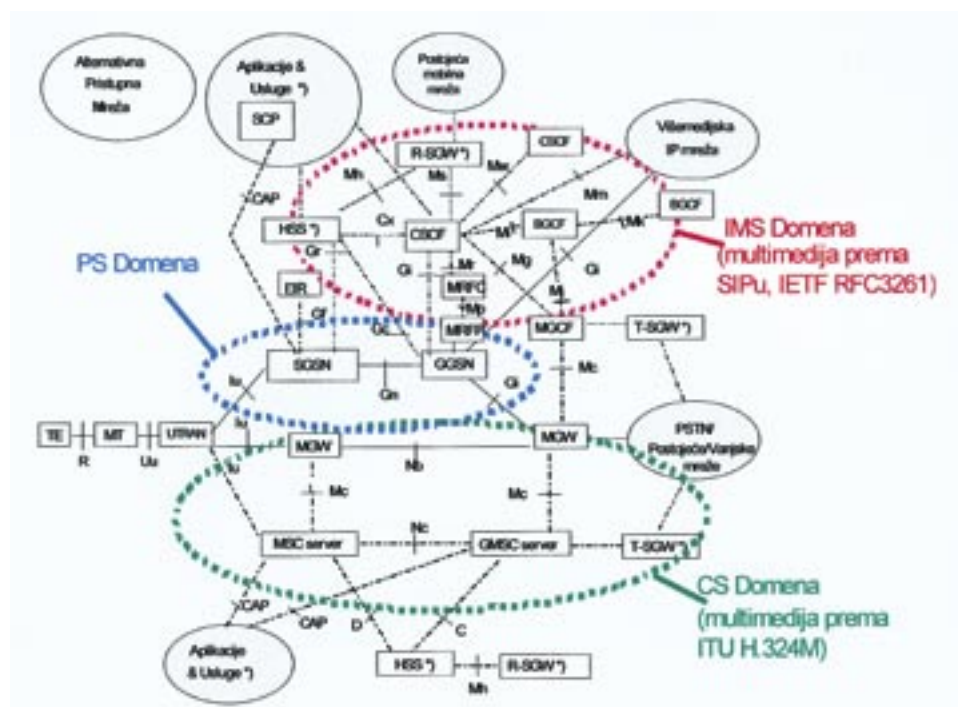 Alternativna
Pristupna
Mreža
Aplikacije &
Usluge *)
SCP
Postojeća
mobilna
mreža
Višemedijska
IP mreža
R-SGW *)
CSCF
Mh
Ms
Mw
Mm
CAP
HSS *)
Cx
CSCF
BGCF
BGCF
Mk
Gr
Gi
Mr
Mg
Mj
Gi
EIR
MRFC
Gf
Gc
Mp
MRFP
MGCF
T-SGW *)
IMS Domena
(multimedija prema
SIPu, IETF RFC3261)
PS Domena
SGSN
GGSN
Gn
Gi
Mc
Iu
Iu
Iu
TE
MT
UTRAN
R
Uu
MGW
MGW
Nb
PSTN/
Postojeće/Vanjske
mreže
Mc
Mc
MSC server
Nc
GMSC server
T-SGW *)
CAP
CAP
D
C
CS Domena
(multimedija prema
ITU H.324M)
Aplikacije
& Usluge *)
HSS *)
Mh
R-SGW *)